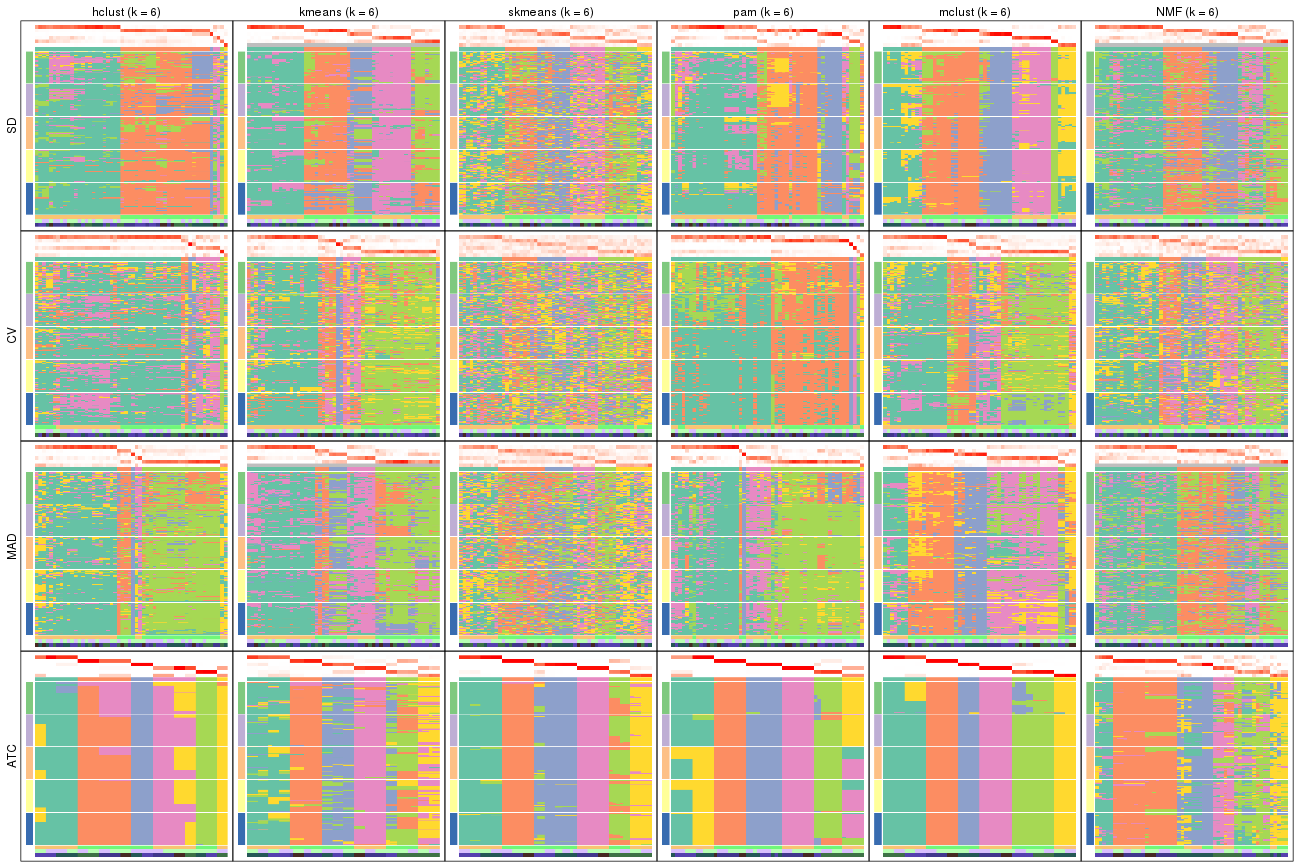 hclust (k = 6) kmeans (k = 6) skmeans (k = 6) pam (k = 6) mclust (k = 6) NMF (k = 6)
SD
CV
MAD
ATC